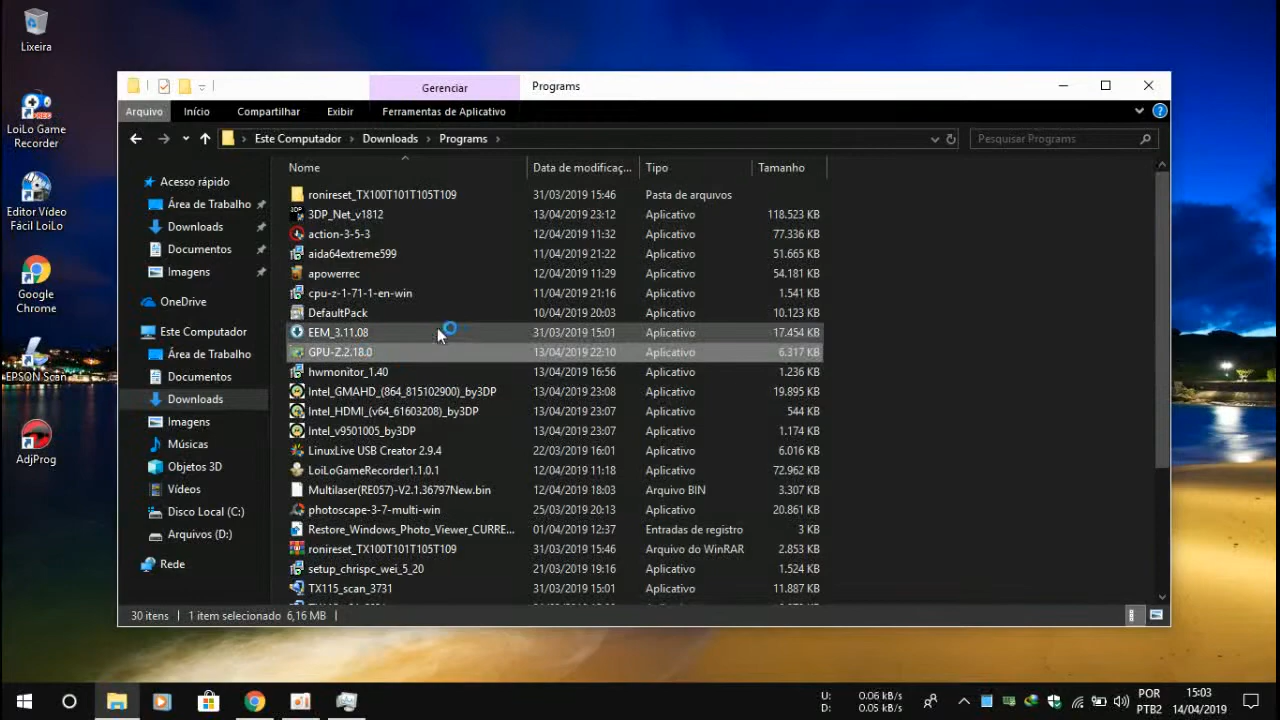 Lixeira
LoiLo Game
Recorder
Editor Vídeo
Fácil LoiLo
Google
Chrome
EPSON Scan
AdjProg
Gerenciar
Programs
Arquivo
Início
Compartilhar
Exibir
Ferramentas de Aplicativo
Este Computador
Downloads
Programs
Pesquisar Programs
Acesso rápido
Área de Trabalho
Downloads
Documentos
Imagens
OneDrive
Este Computador
Área de Trabalho
Documentos
Downloads
Imagens
Músicas
Objetos 3D
Vídeos
Disco Local (C:)
Arquivos (D:)
Rede
Nome Data de modificaç... Tipo Tamanho
ronireset_TX100T101T105T109 31/03/2019 15:46 Pasta de arquivos
3DP_Net_v1812 13/04/2019 23:12 Aplicativo 118.523 KB
action-3-5-3 12/04/2019 11:32 Aplicativo 77.336 KB
aida64extreme599 11/04/2019 21:22 Aplicativo 51.665 KB
apowerrec 12/04/2019 11:29 Aplicativo 54.181 KB
cpu-z-1-71-1-en-win 11/04/2019 21:16 Aplicativo 1.541 KB
DefaultPack 10/04/2019 20:03 Aplicativo 10.123 KB
EEM_3.11.08 31/03/2019 15:01 Aplicativo 17.454 KB
GPU-Z.2.18.0 13/04/2019 22:10 Aplicativo 6.317 KB
hwmonitor_1.40 13/04/2019 16:56 Aplicativo 1.236 KB
Intel_GMAHD_(864_815102900)_by3DP 13/04/2019 23:08 Aplicativo 19.895 KB
Intel_HDMI_(v64_61603208)_by3DP 13/04/2019 23:07 Aplicativo 544 KB
Intel_v9501005_by3DP 13/04/2019 23:07 Aplicativo 1.174 KB
LinuxLive USB Creator 2.9.4 22/03/2019 16:01 Aplicativo 6.016 KB
LoiLoGameRecorder1.1.0.1 12/04/2019 11:18 Aplicativo 72.962 KB
Multilaser(RE057)-V2.1.36797New.bin 12/04/2019 18:03 Arquivo BIN 3.307 KB
photoscape-3-7-multi-win 25/03/2019 20:13 Aplicativo 20.861 KB
Restore_Windows_Photo_Viewer_CURRE... 01/04/2019 12:37 Entradas de registro 3 KB
ronireset_TX100T101T105T109 31/03/2019 15:46 Arquivo do WinRAR 2.853 KB
setup_chrispc_wei_5_20 21/03/2019 19:16 Aplicativo 1.524 KB
TX115_scan_3731 31/03/2019 15:01 Aplicativo 11.887 KB
30 itens 1 item selecionado 6,16 MB
U: 0.06 kB/s
D: 0.05 kB/s
POR
PTB2
15:03
14/04/2019